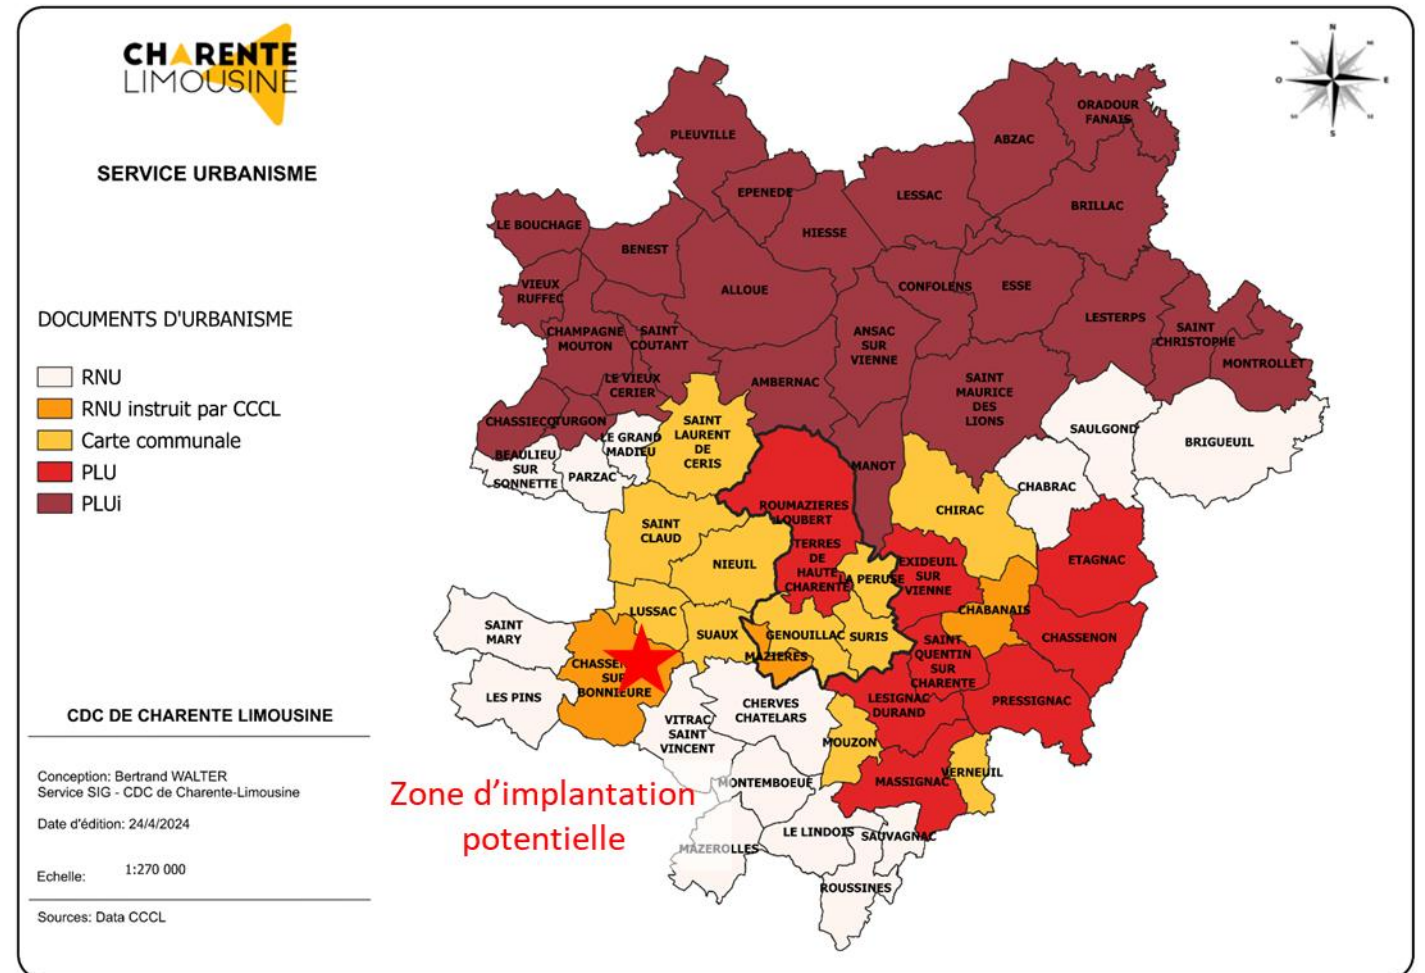 CHARENTE
LIMOUSINE
SERVICE URBANISME
DOCUMENTS D'URBANISME
RNU
RNU instruit par CCCL
Carte communale
PLU
PLUi
CDC DE CHARENTE LIMOUSINE
Conception: Bertrand WALTER
Service SIG - CDC de Charente-Limousine
Date d'édition: 24/4/2024
Echelle:
1:270 000
Sources: Data CCCL
N
NE
E
SE
S
SO
O
NO
PLEUVILLE
ORADOUR
FANAIS
ABZAC
EPENEDE
LESSAC
BRILLAC
LE BOUCHAGE
HIESSE
BENEST
VIEUX
RUFFEC
ALLOUE
CONFOLENS
ESSE
LESTERPS
CHAMPAGNE
MOUTON
SAINT
COUTANT
ANSAC
SUR
VIENNE
SAINT
CHRISTOPHE
MONTROLLET
LE VIEUX
CERIER
AMBERNAC
SAINT
MAURICE
DES
LIONS
CHASSIECQ
TURGON
SAINT
LAURENT
DE
CERIS
LE GRAND
MADIEU
SAULGOND
BRIGUEUIL
BEAULIEU
SUR
SONNETTE
PARZAC
MANOT
CHABRAC
ROUMAZIERES
LOUBERT
CHIRAC
SAINT
CLAUD
TERRES
DE
HAUTE
CHARENTE
NIEUIL
LA PERUSE
EXIDEUIL
SUR
VIENNE
ETAGNAC
CHABANAIS
LUSSAC
SAINT
MARY
SUAUX
GENOUILLAC
SURIS
CHASSENON
MAZIERES
SAINT
QUENTIN
SUR
CHARENTE
SUR
BONNIEURE
LES PINS
CHERVES
CHATELARS
LESIGNAC
DURAND
PRESSIGNAC
VITRAC
SAINT
VINCENT
MOUZON
MASSIGNAC
VERNEUIL
MONTEMBOEUF
Zone d’implantation
potentielle
LE LINDOIS
SAUVAGNAC
MAZEROLLES
ROUSSINES